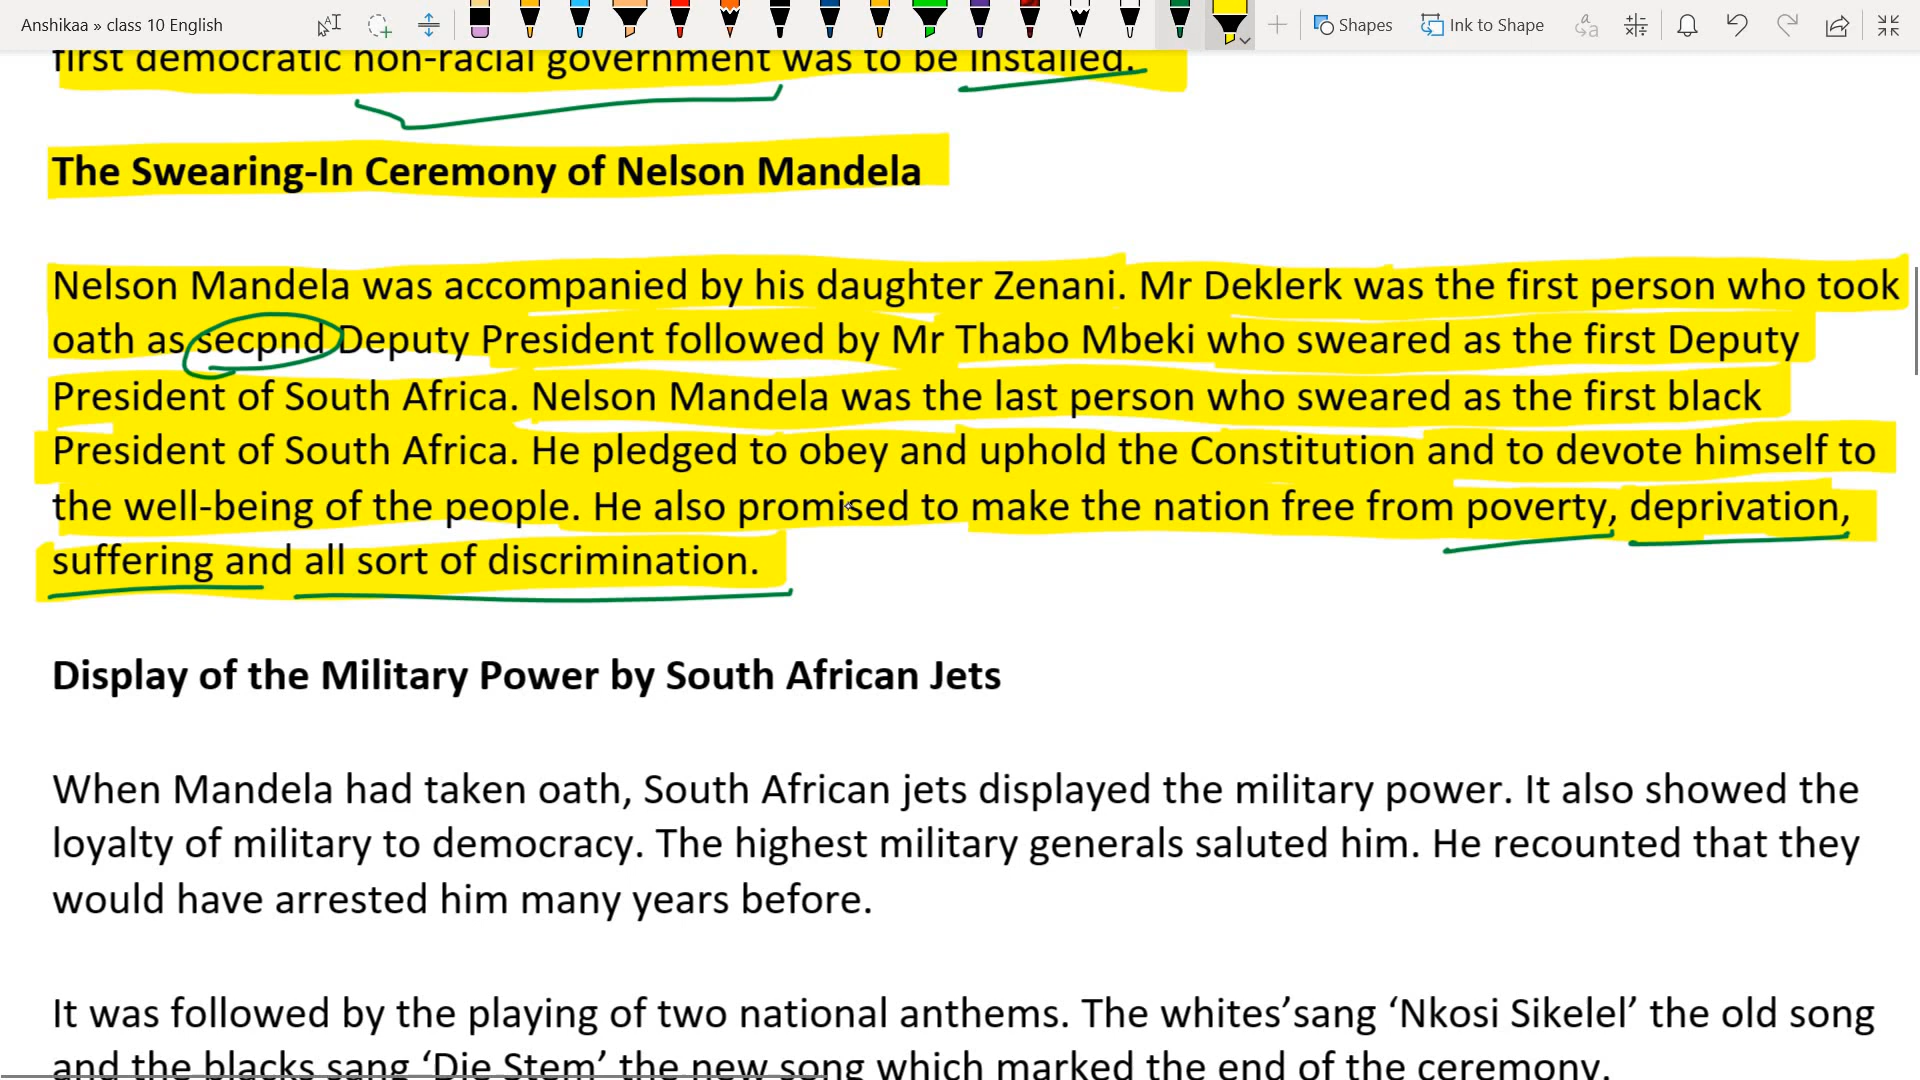 Anshikaa » class 10 English
Shapes
Ink to Shape
first democratic non-racial government was to be installed.
The Swearing-In Ceremony of Nelson Mandela
Nelson Mandela was accompanied by his daughter Zenani. Mr Deklerk was the first person who took
oath as secpnd Deputy President followed by Mr Thabo Mbeki who sweared as the first Deputy
President of South Africa. Nelson Mandela was the last person who sweared as the first black
President of South Africa. He pledged to obey and uphold the Constitution and to devote himself to
the well-being of the people. He also promised to make the nation free from poverty, deprivation,
suffering and all sort of discrimination.
Display of the Military Power by South African Jets
When Mandela had taken oath, South African jets displayed the military power. It also showed the
loyalty of military to democracy. The highest military generals saluted him. He recounted that they
would have arrested him many years before.
It was followed by the playing of two national anthems. The whites’sang ‘Nkosi Sikelel’ the old song
and the blacks sang ‘Die Stem’ the new song which marked the end of the ceremony.